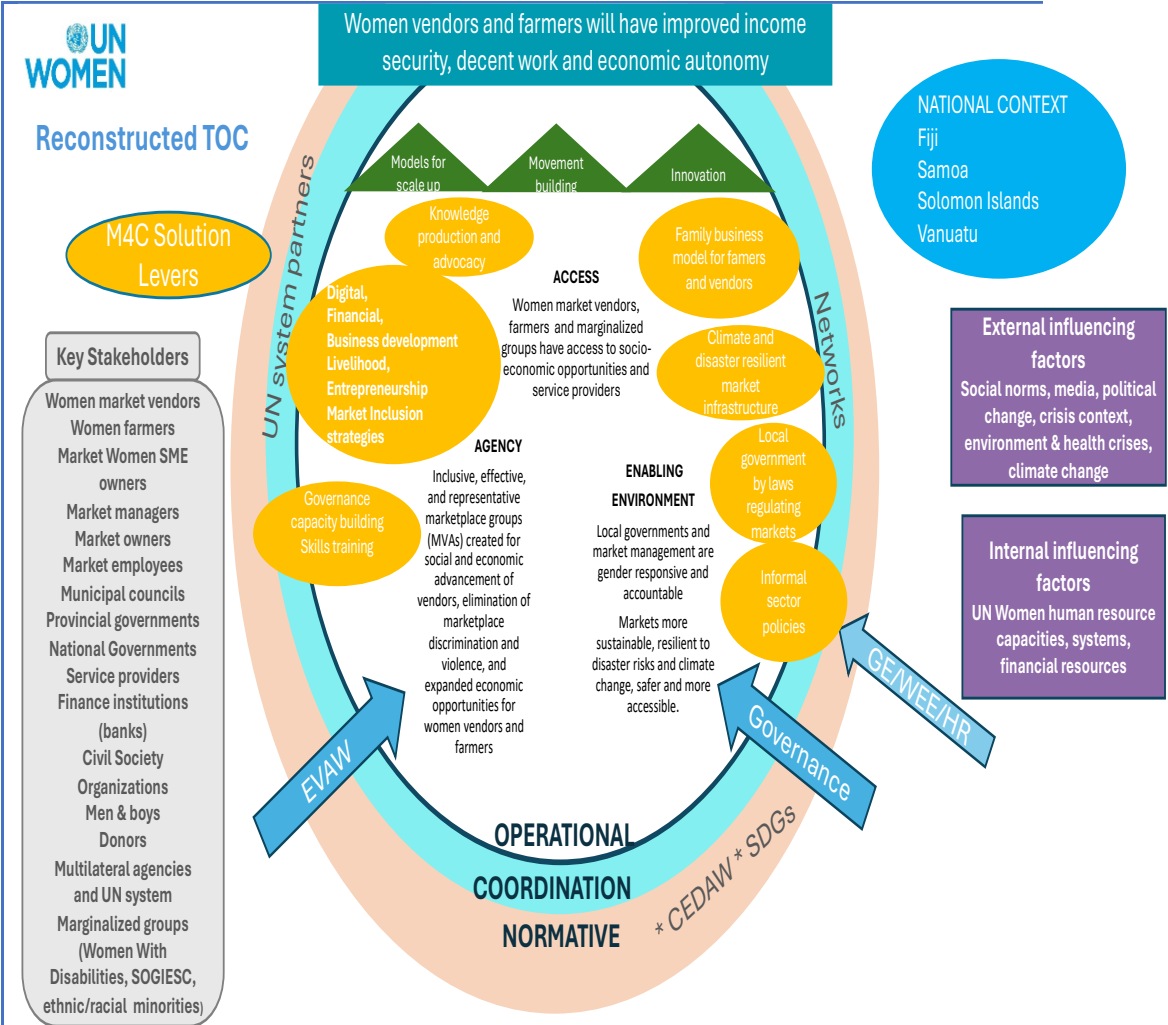 Women vendors and farmers will have improved income
security, decent work and economic autonomy
UN
WOMEN
Reconstructed TOC
M4C Solution
Levers
Key Stakeholders
Women market vendors
Women farmers
Market Women SME
owners
Market managers
Market owners
Market employees
Municipal councils
Provincial governments
National Governments
Service providers
Finance institutions
(banks)
Civil Society
Organizations
Men & boys
Donors
Multilateral agencies
and UN system
Marginalized groups
(Women With
Disabilities, SOGIESC,
ethnic/racial minorities)
UN system partners
Networks
Models for
scale up
Movement
building
Innovation
Knowledge
production and
advocacy
Digital,
Financial,
Business development
Livelihood,
Entrepreneurship
Market Inclusion
strategies
Governance
capacity building
Skills training
ACCESS
Women market vendors,
farmers and marginalized
groups have access to socio-
economic opportunities and
service providers
AGENCY
Inclusive, effective,
and representative
marketplace groups
(MVAs) created for
social and economic
advancement of
vendors, elimination of
marketplace
discrimination and
violence, and
expanded economic
opportunities for
women vendors and
farmers
ENABLING
ENVIRONMENT
Local governments and
market management are
gender responsive and
accountable
Markets more
sustainable, resilient to
disaster risks and climate
change, safer and more
accessible.
Family business
model for famers
and vendors
Climate and
disaster resilient
market
infrastructure
Local
government
by laws
regulating
markets
Informal
sector
policies
EVAW
Governance
GE/WEE/HR
OPERATIONAL
COORDINATION
NORMATIVE
* CEDAW * SDGs
NATIONAL CONTEXT
Fiji
Samoa
Solomon Islands
Vanuatu
External influencing
factors
Social norms, media, political
change, crisis context,
environment & health crises,
climate change
Internal influencing
factors
UN Women human resource
capacities, systems,
financial resources